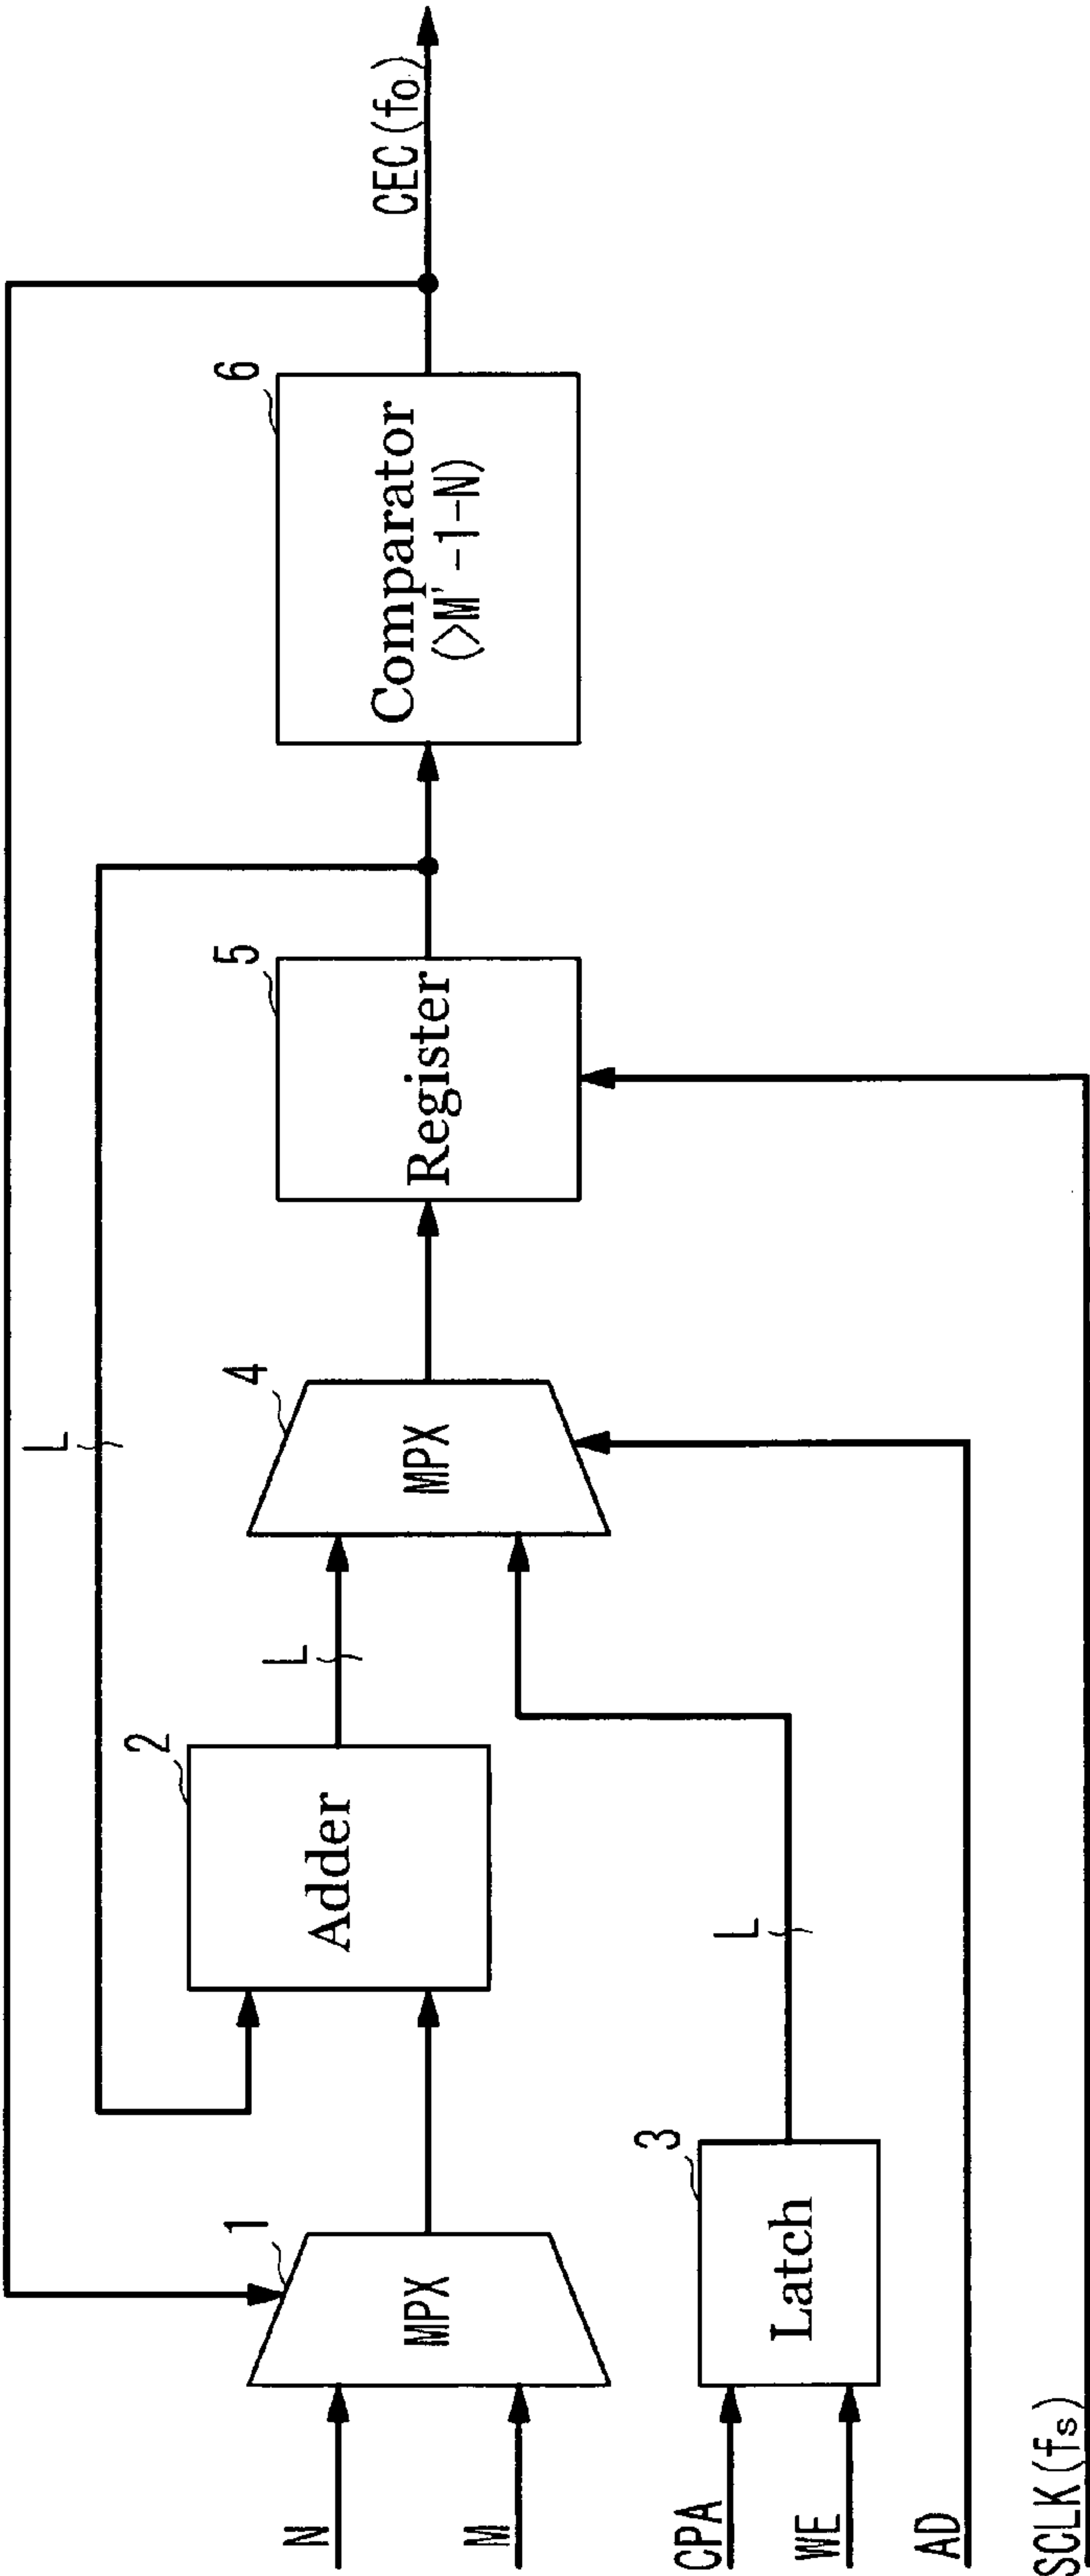 N
M
CPA
WE
AD
SCLK (fs)
1
MPX
2
Adder
3
Latch
L
L
L
4
MPX
5
Register
6
Comparator
(>M'-1-N)
CEC (fo)